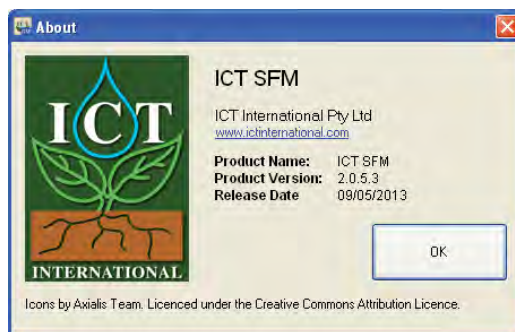 About
ICT
INTERNATIONAL
ICT SFM
ICT International Pty Ltd
www.ictinternational.com
Product Name: ICT SFM
Product Version: 2.0.5.3
Release Date 09/05/2013
OK
Icons by Axialis Team. Licenced under the Creative Commons Attribution Licence.